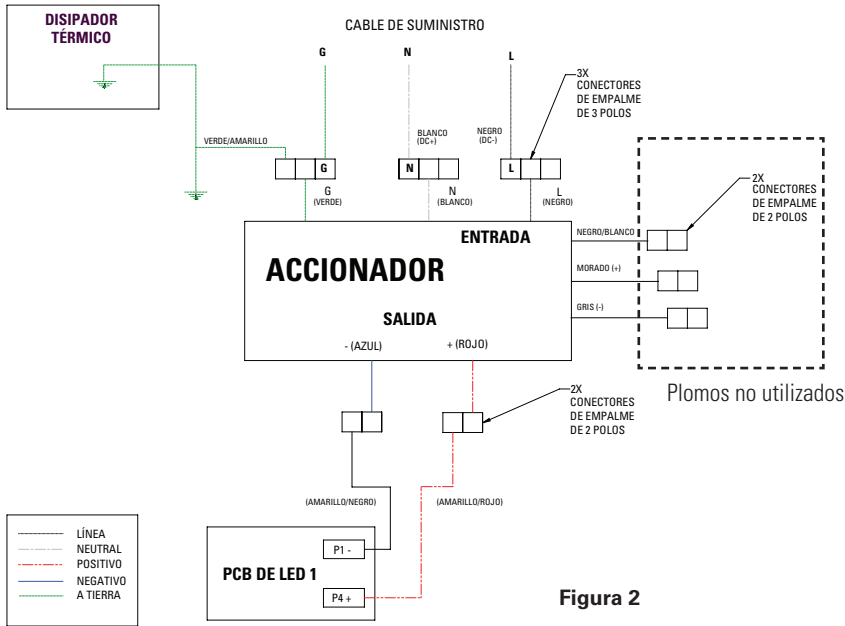 DISIPADOR
TÉRMICO
CABLE DE SUMINISTRO
G
N
L
3X
CONECTORES
DE EMPALME
DE 3 POLOS
VERDE/AMARILLO
BLANCO
(DC+)
NEGRO
(DC-)
G
N
L
G
(VERDE)
N
(BLANCO)
L
(NEGRO)
2X
CONECTORES
DE EMPALME
DE 2 POLOS
ENTRADA
NEGRO/BLANCO
ACCIONADOR
MORADO (+)
GRIS (-)
SALIDA
- (AZUL)
+ (ROJO)
Plomos no utilizados
2X
CONECTORES
DE EMPALME
DE 2 POLOS
(AMARILLO/NEGRO)
(AMARILLO/ROJO)
LÍNEA
NEUTRAL
POSITIVO
NEGATIVO
A TIERRA
P1 -
PCB DE LED 1
P4 +
Figura 2